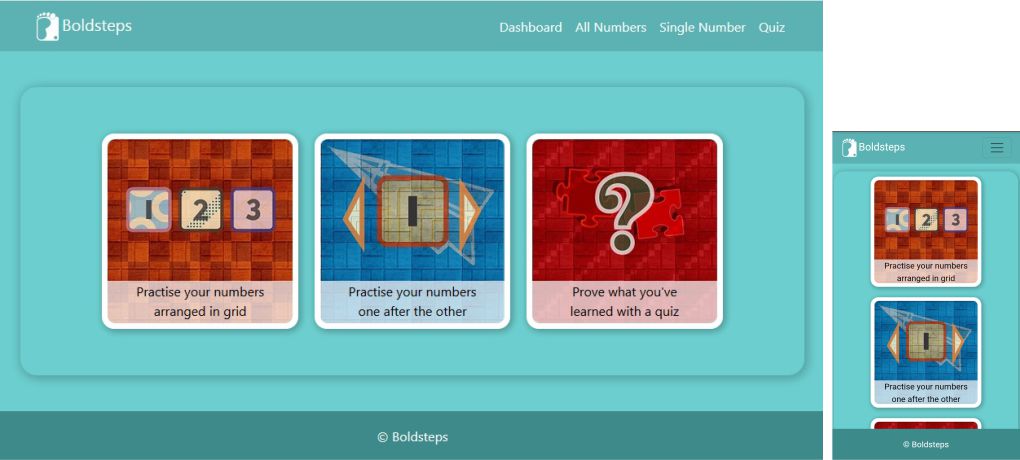 Boldsteps
Dashboard All Numbers Single Number Quiz
1 2 3
Practise your numbers
arranged in grid
1
Practise your numbers
one after the other
?
Prove what you've
learned with a quiz
© Boldsteps
Boldsteps
1 2 3
Practise your numbers
arranged in grid
1
Practise your numbers
one after the other
© Boldsteps